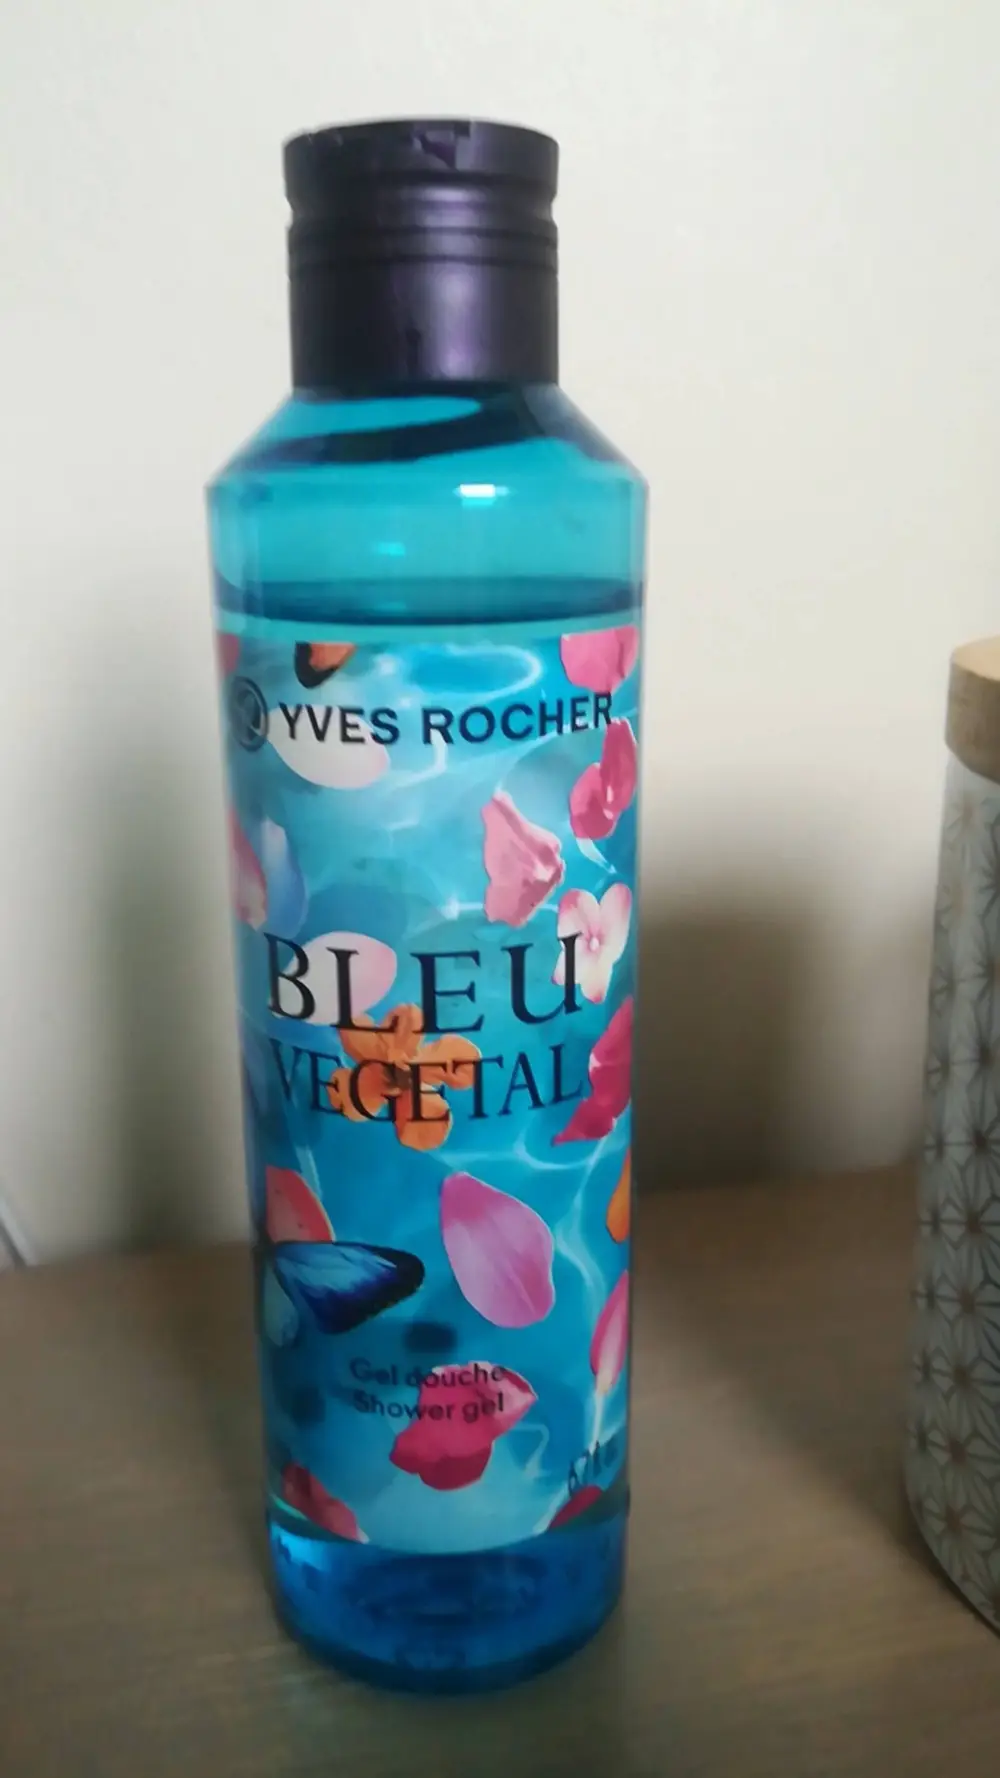 YVES ROCHER
BLEU
VEGETAL
Gel douche
Shower gel